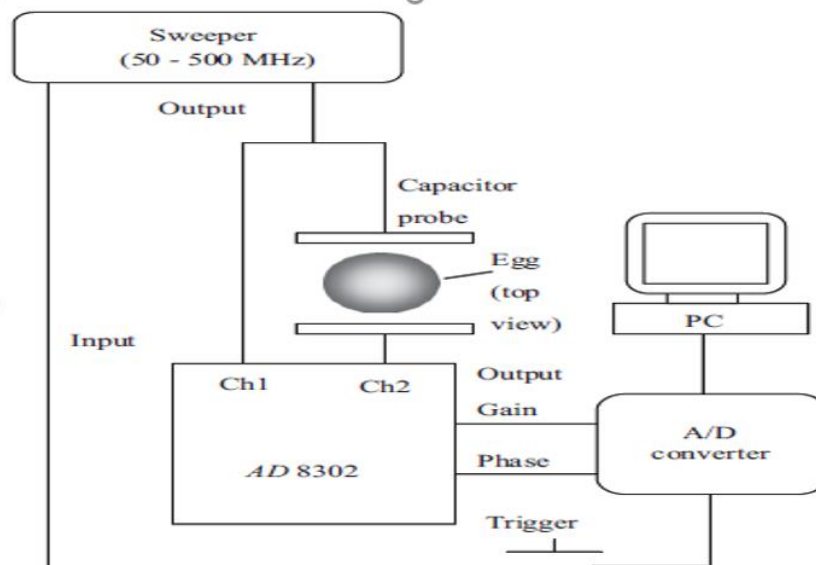 Sweeper
(50 - 500 MHz)
Output
Capacitor
probe
Egg
(top
view)
PC
Input
Ch1 Ch2
Output
Gain
A/D
converter
Phase
AD 8302
Trigger